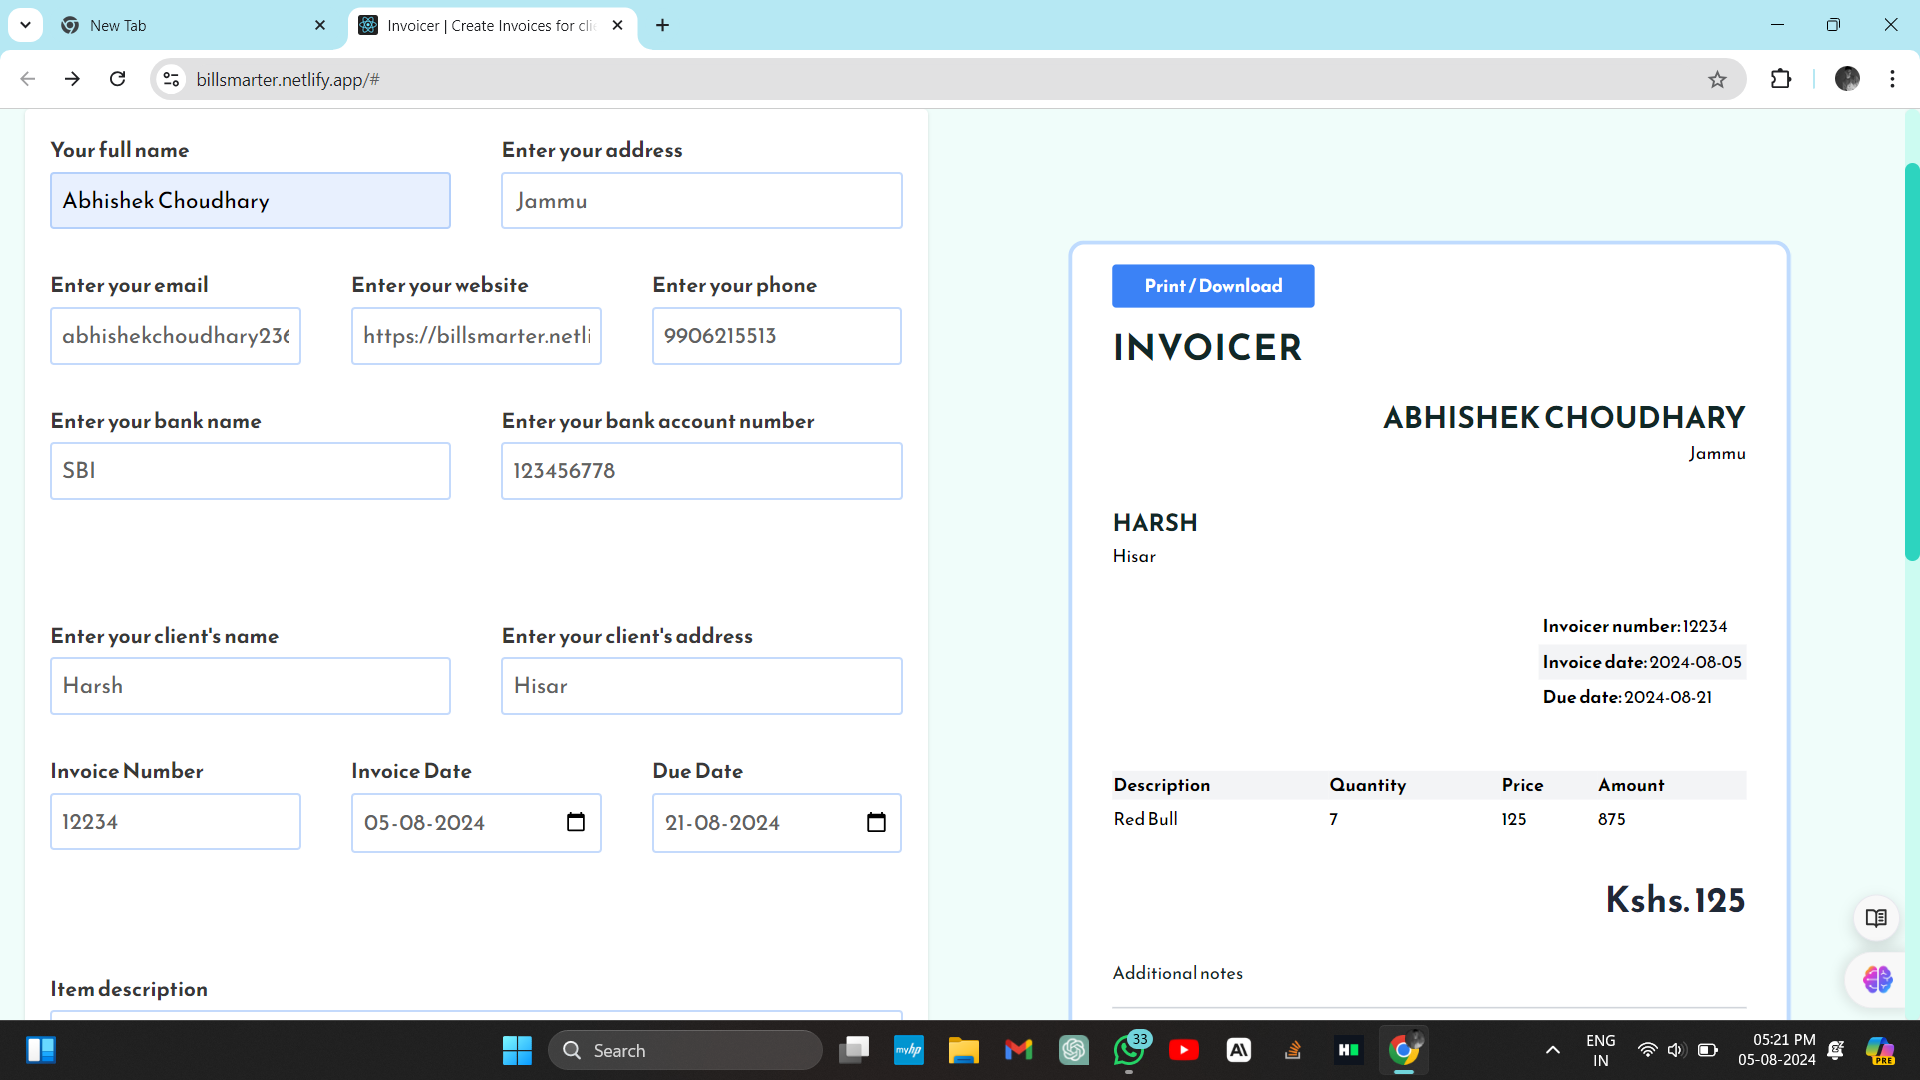 New Tab
Invoicer | Create Invoices for clie
billsmarter.netlify.app/#
Your full name
Enter your address
Abhishek Choudhary
Jammu
Enter your email
Enter your website
Enter your phone
abhishekchoudhary236
https://billsmarter.netli
9906215513
Enter your bank name
Enter your bank account number
SBI
123456778
Enter your client's name
Enter your client's address
Harsh
Hisar
Invoice Number
Invoice Date
Due Date
12234
05-08-2024
21-08-2024
Item description
Print / Download
INVOICER
ABHISHEK CHOUDHARY
Jammu
HARSH
Hisar
Invoicer number: 12234
Invoice date: 2024-08-05
Due date: 2024-08-21
Description Quantity Price Amount
Red Bull 7 125 875
Kshs. 125
Additional notes
Search
myhp
33
ENG
IN
05:21 PM
05-08-2024
PRE